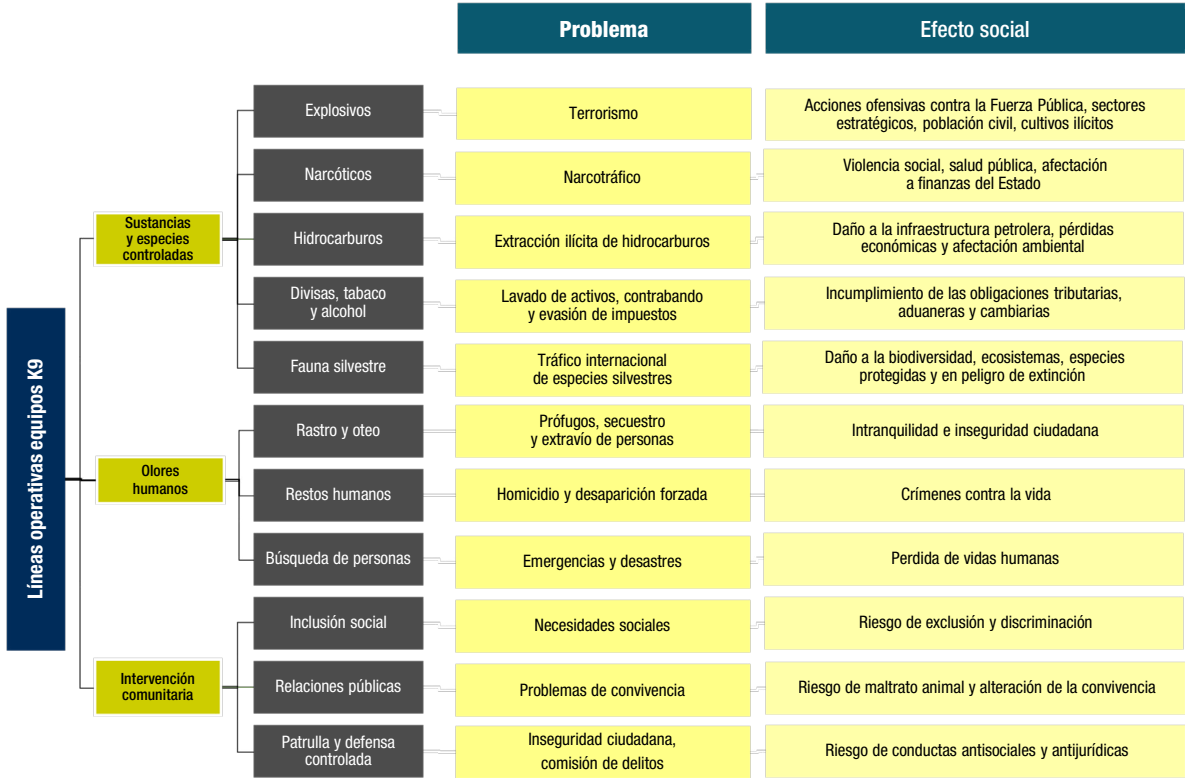 Problema
Efecto social
Líneas operativas equipos K9
Sustancias
y especies
controladas
Explosivos
Terrorismo
Acciones ofensivas contra la Fuerza Pública, sectores
estratégicos, población civil, cultivos ilícitos
Narcóticos
Narcotráfico
Violencia social, salud pública, afectación
a finanzas del Estado
Hidrocarburos
Extracción ilícita de hidrocarburos
Daño a la infraestructura petrolera, pérdidas
económicas y afectación ambiental
Divisas, tabaco
y alcohol
Lavado de activos, contrabando
y evasión de impuestos
Incumplimiento de las obligaciones tributarias,
aduaneras y cambiarias
Fauna silvestre
Tráfico internacional
de especies silvestres
Daño a la biodiversidad, ecosistemas, especies
protegidas y en peligro de extinción
Olores
humanos
Rastro y oteo
Prófugos, secuestro
y extravío de personas
Intranquilidad e inseguridad ciudadana
Restos humanos
Homicidio y desaparición forzada
Crímenes contra la vida
Búsqueda de personas
Emergencias y desastres
Perdida de vidas humanas
Intervención
comunitaria
Inclusión social
Necesidades sociales
Riesgo de exclusión y discriminación
Relaciones públicas
Problemas de convivencia
Riesgo de maltrato animal y alteración de la convivencia
Patrulla y defensa
controlada
Inseguridad ciudadana,
comisión de delitos
Riesgo de conductas antisociales y antijurídicas